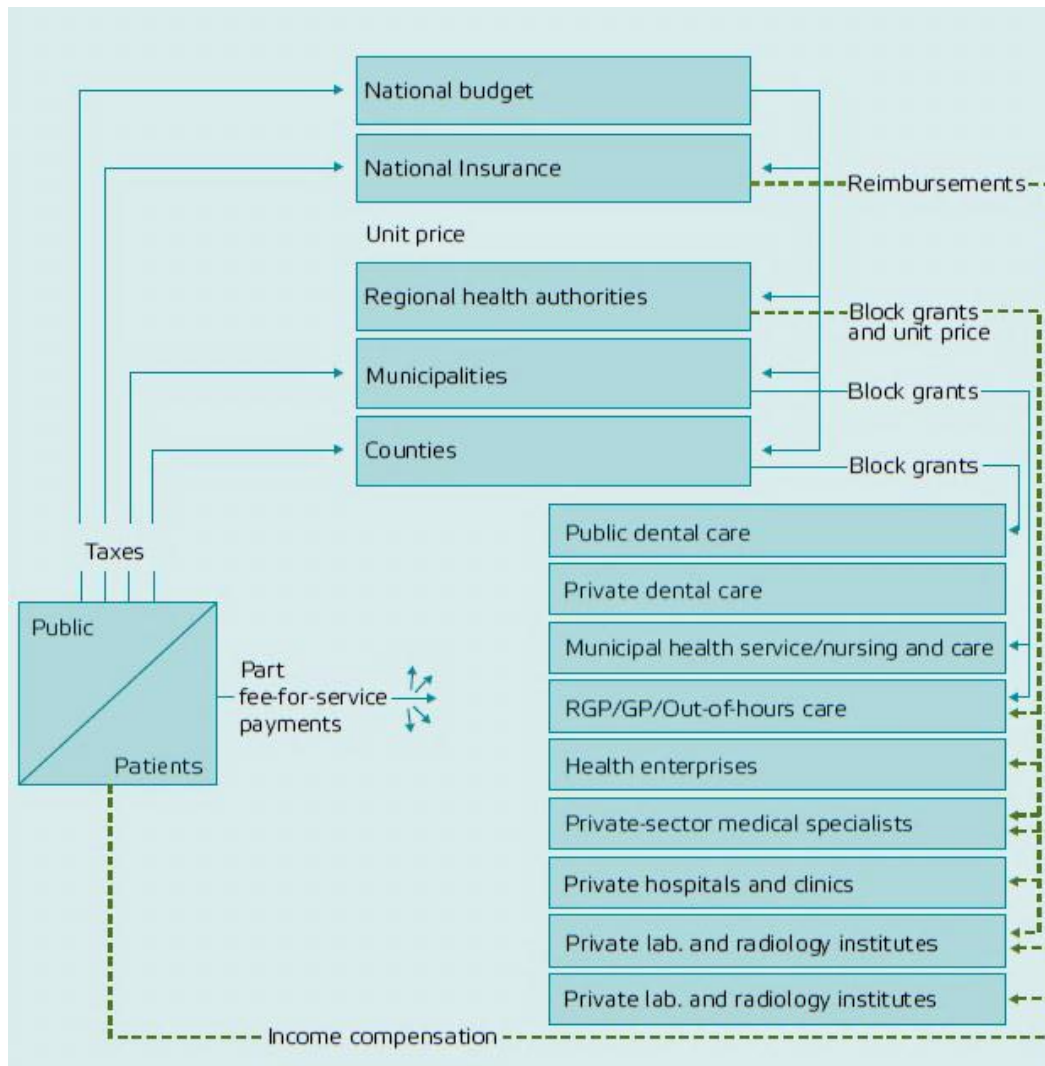 National budget
National Insurance
Reimbursements
Unit price
Regional health authorities
Block grants
and unit price
Municipalities
Block grants
Counties
Block grants
Public dental care
Taxes
Private dental care
Public
Municipal health service/nursing and care
Part
fee-for-service
payments
RGP/GP/Out-of-hours care
Patients
Health enterprises
Private-sector medical specialists
Private hospitals and clinics
Private lab. and radiology institutes
Private lab. and radiology institutes
Income compensation